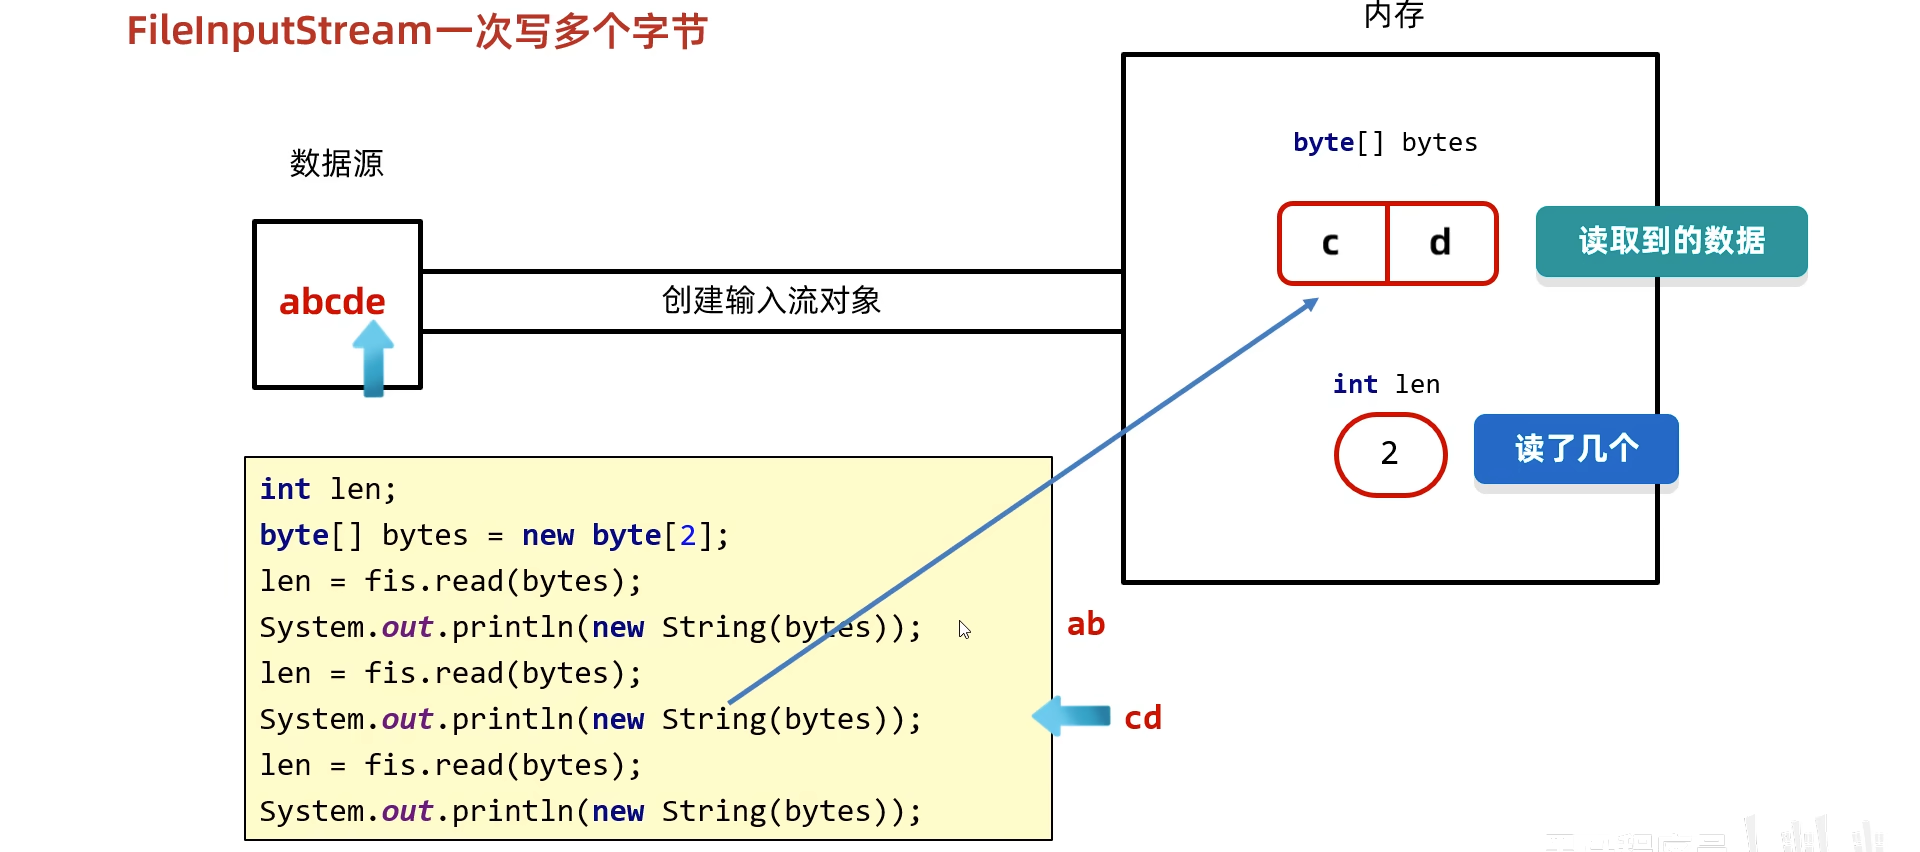 FileInputStream一次写多个字节
内存
数据源
byte[] bytes
abcde
创建输入流对象
c d
读取到的数据
int len
2
读了几个
int len;
byte[] bytes = new byte[2];
len = fis.read(bytes);
System.out.println(new String(bytes));
ab
len = fis.read(bytes);
System.out.println(new String(bytes));
cd
len = fis.read(bytes);
System.out.println(new String(bytes));